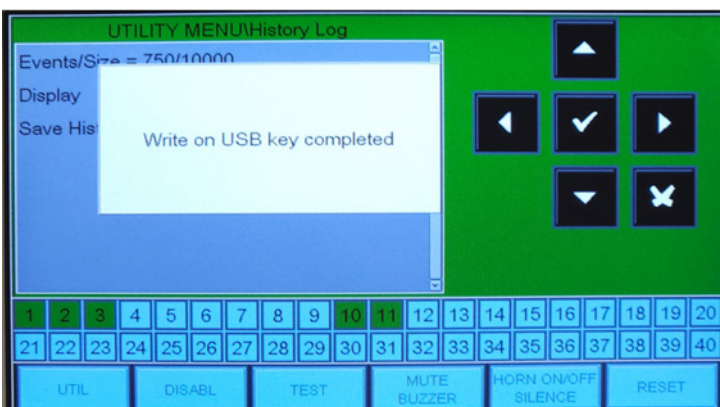 UTILITY MENU\History Log
Events/Size = 750/10000
Display
Save His
Write on USB key completed
1 2 3 4 5 6 7 8 9 10 11 12 13 14 15 16 17 18 19 20
21 22 23 24 25 26 27 28 29 30 31 32 33 34 35 36 37 38 39 40
UTIL DISABL TEST MUTE BUZZER HORN ON/OFF SILENCE RESET